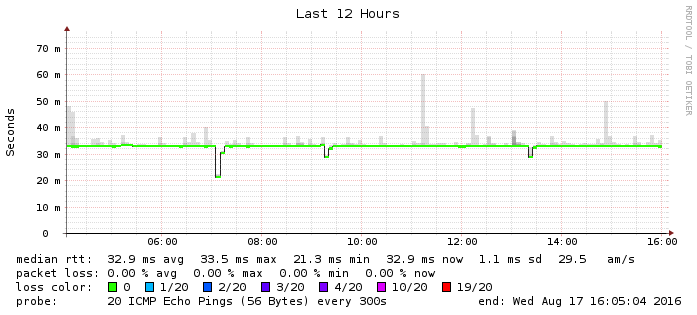 Last 12 Hours
RRDTOOL / TOBI OETIKER
Seconds
70 m
60 m
50 m
40 m
30 m
20 m
10 m
0
06:00 08:00 10:00 12:00 14:00 16:00
median rtt: 32.9 ms avg 33.5 ms max 21.3 ms min 32.9 ms now 1.1 ms sd 29.5 am/s
packet loss: 0.00 % avg 0.00 % max 0.00 % min 0.00 % now
loss color: 0 1/20 2/20 3/20 4/20 10/20 19/20
probe: 20 ICMP Echo Pings (56 Bytes) every 300s end: Wed Aug 17 16:05:04 2016